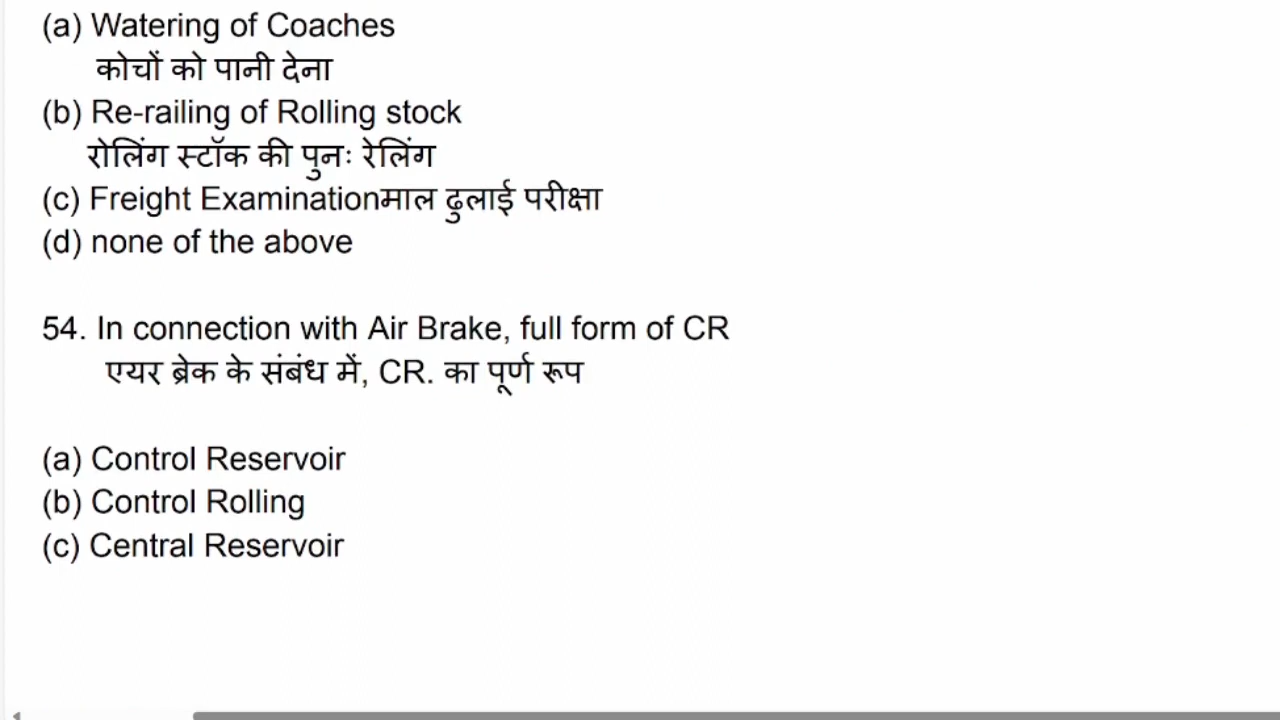 (a) Watering of Coaches
कोचों को पानी देना
(b) Re-railing of Rolling stock
रोलिंग स्टॉक की पुनः रेलिंग
(c) Freight Examinationमाल ढुलाई परीक्षा
(d) none of the above
54. In connection with Air Brake, full form of CR
एयर ब्रेक के संबंध में, CR. का पूर्ण रूप
(a) Control Reservoir
(b) Control Rolling
(c) Central Reservoir